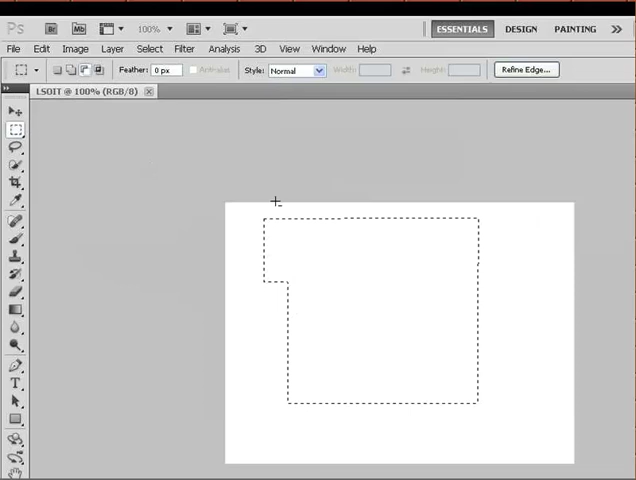 Ps Br Mb 100% ESSENTIALS DESIGN PAINTING >>
File Edit Image Layer Select Filter Analysis 3D View Window Help
Feather: 0 px Anti-alias Style: Normal Width: Height: Refine Edge...
LSOIT @ 100% (RGB/8)
T